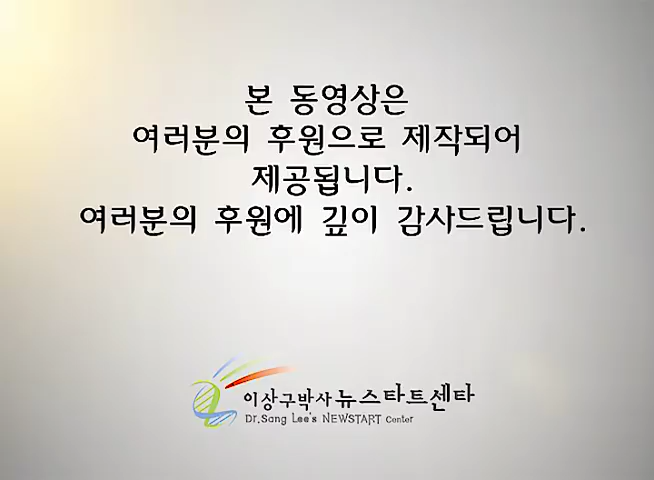 본 동영상은
여러분의 후원으로 제작되어
제공됩니다.
여러분의 후원에 깊이 감사드립니다.
이상구박사 뉴스타트센타
Dr.Sang Lee's NEWSTART Center